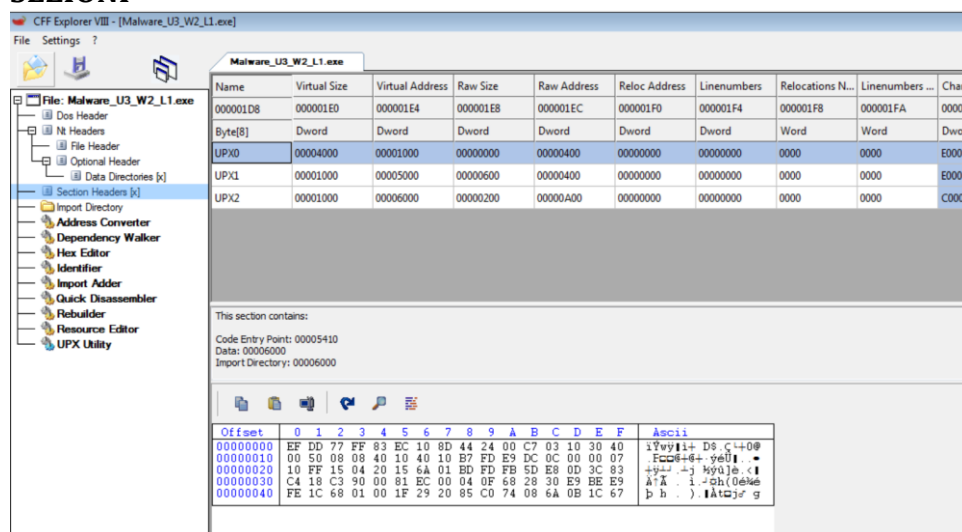 SEZIONI
CFF Explorer VIII - [Malware_U3_W2_L1.exe]
File Settings ?
Malware_U3_W2_L1.exe
File: Malware_U3_W2_L1.exe
Dos Header
Nt Headers
File Header
Optional Header
Data Directories [x]
Section Headers [x]
Import Directory
Address Converter
Dependency Walker
Hex Editor
Identifier
Import Adder
Quick Disassembler
Rebuilder
Resource Editor
UPX Utility
Name Virtual Size Virtual Address Raw Size Raw Address Reloc Address Linenumbers Relocations N... Linenumbers ... Cha
000001D8 000001E0 000001E4 000001E8 000001EC 000001F0 000001F4 000001F8 000001FA 0000
Byte[8] Dword Dword Dword Dword Dword Dword Word Word Dwo
UPX0 00004000 00001000 00000000 00000400 00000000 00000000 0000 0000 E000
UPX1 00001000 00005000 00000600 00000400 00000000 00000000 0000 0000 E000
UPX2 00001000 00006000 00000200 00000A00 00000000 00000000 0000 0000 C000
This section contains:
Code Entry Point: 00005410
Data: 00006000
Import Directory: 00006000
Offset 0 1 2 3 4 5 6 7 8 9 A B C D E F Ascii
00000000 EF DD 77 FF 83 EC 10 8D 44 24 00 C7 03 10 30 40
00000010 00 50 08 08 40 10 40 10 B7 FD E9 DC 0C 00 00 07
00000020 10 FF 15 04 20 15 6A 01 BD FD FB 5D E8 0D 3C 83
00000030 C4 18 C3 90 00 81 EC 00 04 0F 68 28 30 E9 BE E9
00000040 FE 1C 68 01 00 1F 29 20 85 C0 74 08 6A 0B 1C 67